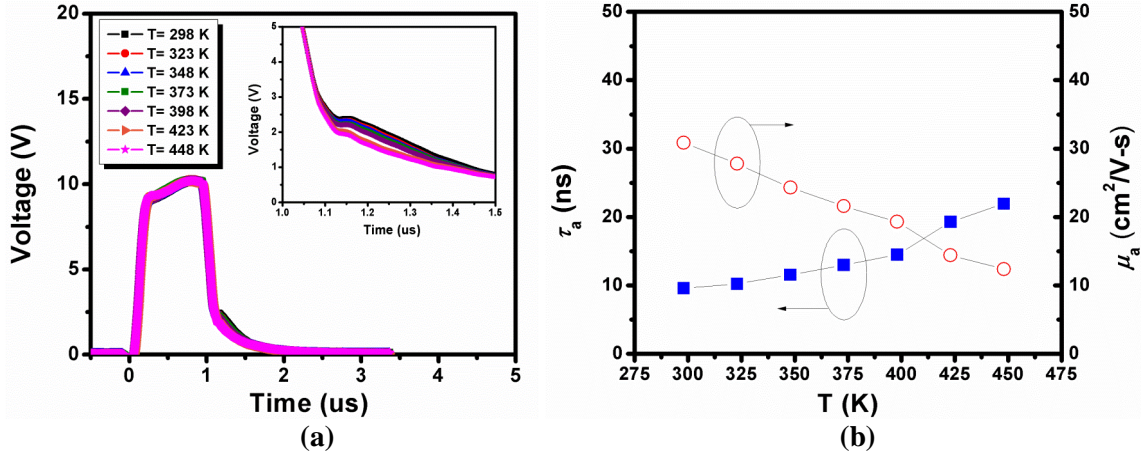 20
15
10
5
0
Voltage (V)
0 1 2 3 4 5
Time (us)
T= 298 K
T= 323 K
T= 348 K
T= 373 K
T= 398 K
T= 423 K
T= 448 K
5
4
3
2
1
0
Voltage (V)
1.0 1.1 1.2 1.3 1.4 1.5
Time (us)
(a)
50
40
30
20
10
0
τa (ns)
275 300 325 350 375 400 425 450 475
T (K)
50
40
30
20
10
0
μa (cm²/V-s)
(b)